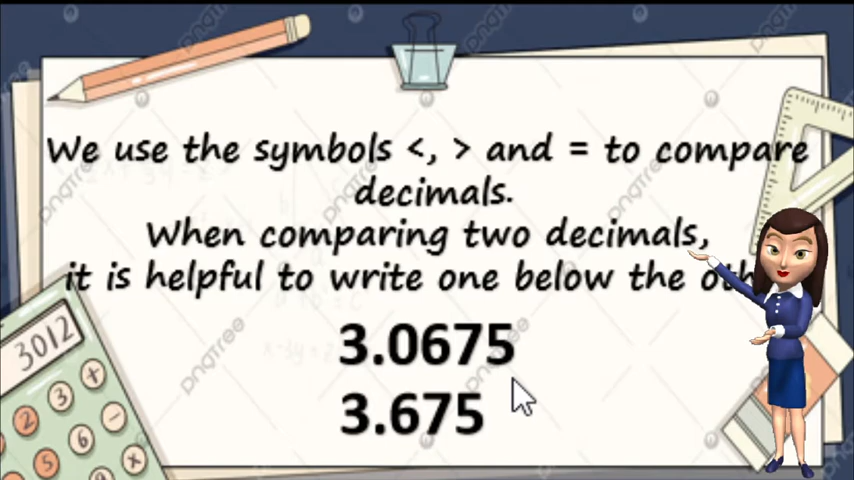 We use the symbols <, > and = to compare
decimals.
When comparing two decimals,
it is helpful to write one below the
3.0675
3.675
3012